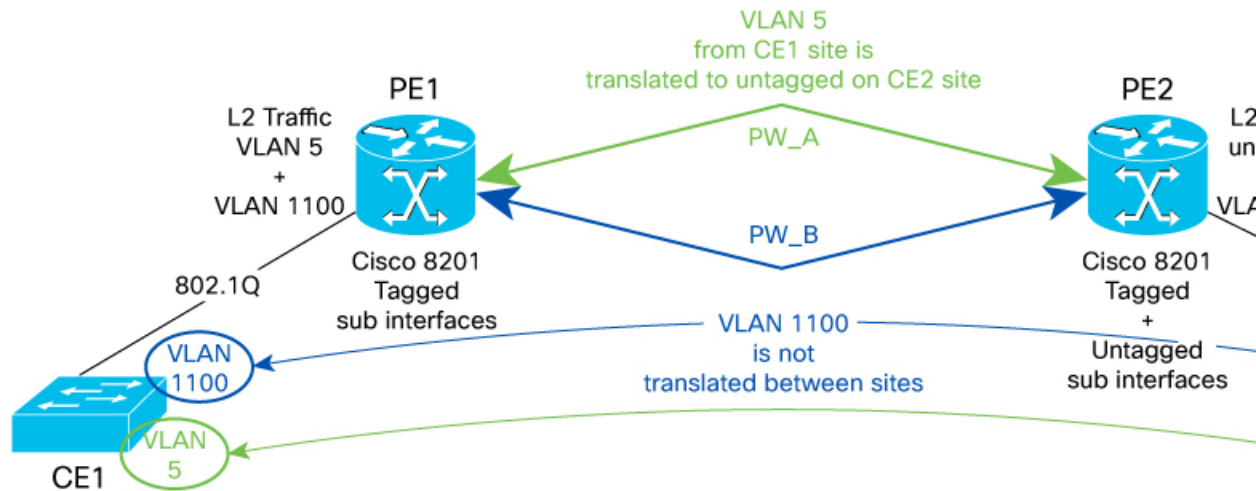 VLAN 5
from CE1 site is
translated to untagged on CE2 site
PE1
PE2
L2 Traffic
VLAN 5
+
VLAN 1100
PW_A
L2
PW_B
Cisco 8201
Tagged
sub interfaces
Cisco 8201
Tagged
+
Untagged
sub interfaces
802.1Q
VLAN
1100
VLAN 1100
is not
translated between sites
VLAN
5
CE1